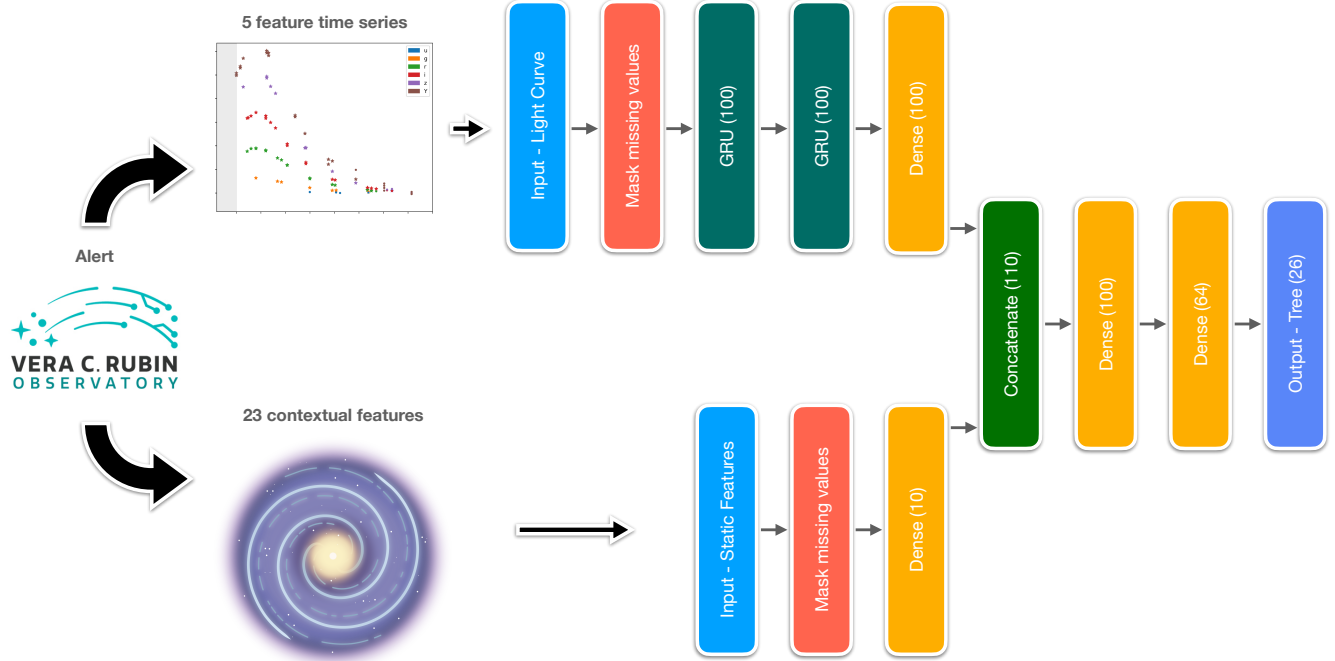 5 feature time series
u
g
r
i
z
Y
Alert
VERA C. RUBIN
OBSERVATORY
23 contextual features
Input - Light Curve
Mask missing values
GRU (100)
GRU (100)
Dense (100)
Input - Static Features
Mask missing values
Dense (10)
Concatenate (110)
Dense (100)
Dense (64)
Output - Tree (26)